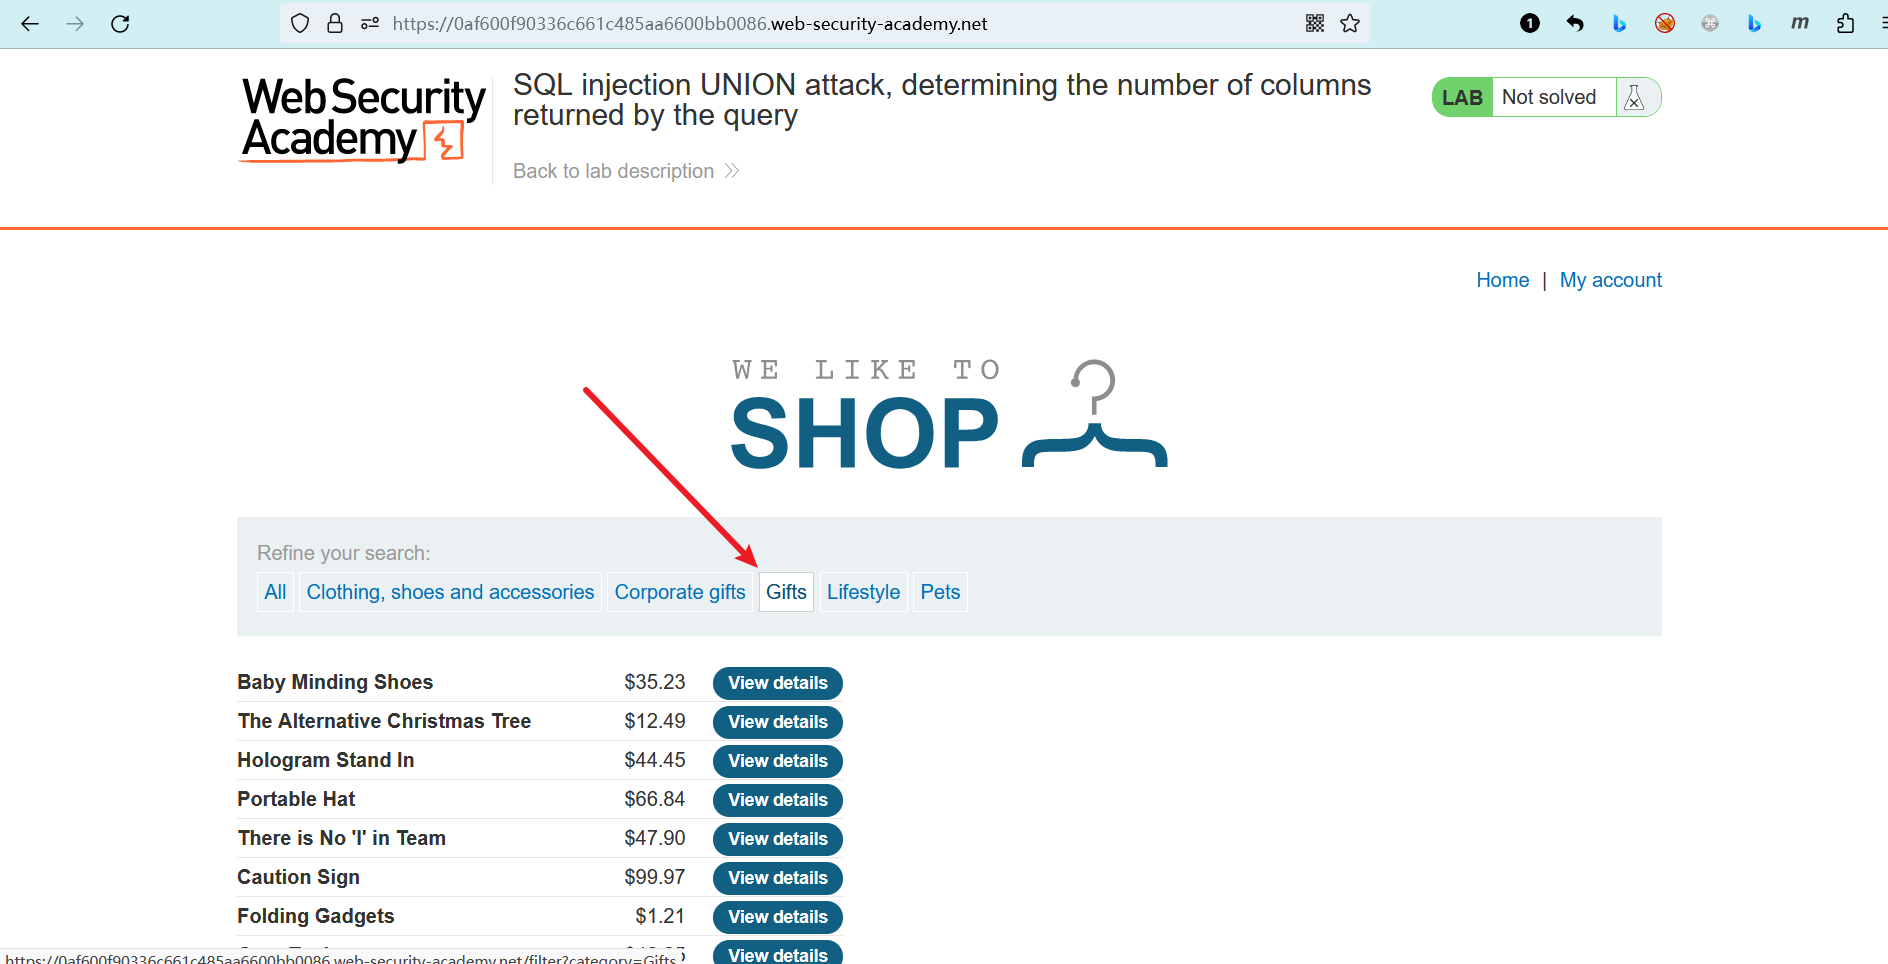 https://0af600f90336c661c485aa6600bb0086.web-security-academy.net
1
m
Web Security
Academy
SQL injection UNION attack, determining the number of columns
returned by the query
Back to lab description
LAB Not solved
Home | My account
WE LIKE TO
SHOP
Refine your search:
All Clothing, shoes and accessories Corporate gifts Gifts Lifestyle Pets
Baby Minding Shoes $35.23 View details
The Alternative Christmas Tree $12.49 View details
Hologram Stand In $44.45 View details
Portable Hat $66.84 View details
There is No 'I' in Team $47.90 View details
Caution Sign $99.97 View details
Folding Gadgets $1.21 View details
View details
https://0af600f90336c661c485aa6600bb0086.web-security-academy.net/filter?category=Gifts